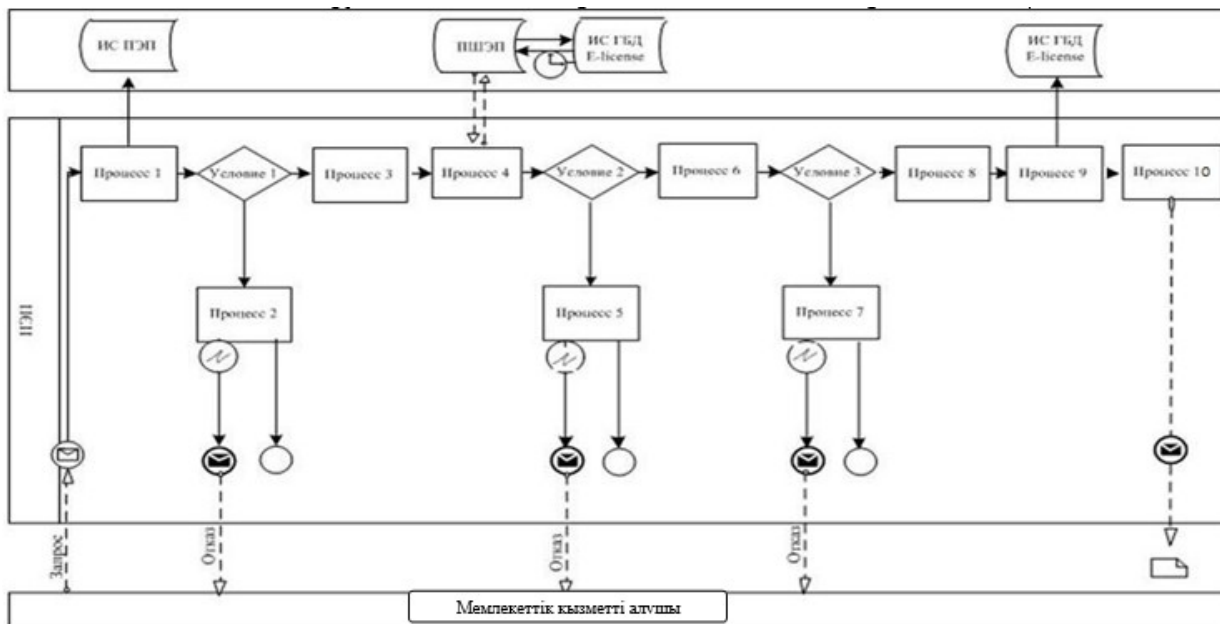 ИС ПЭП
ПШЭП
ИС ГБД
E-license
ИС ГБД
E-license
Процесс 1
Условие 1
Процесс 3
Процесс 4
Условие 2
Процесс 6
Условие 3
Процесс 8
Процесс 9
Процесс 10
ПЭП
Процесс 2
Процесс 5
Процесс 7
Запрос
Отказ
Отказ
Отказ
Мемлекеттік кызметті алушы